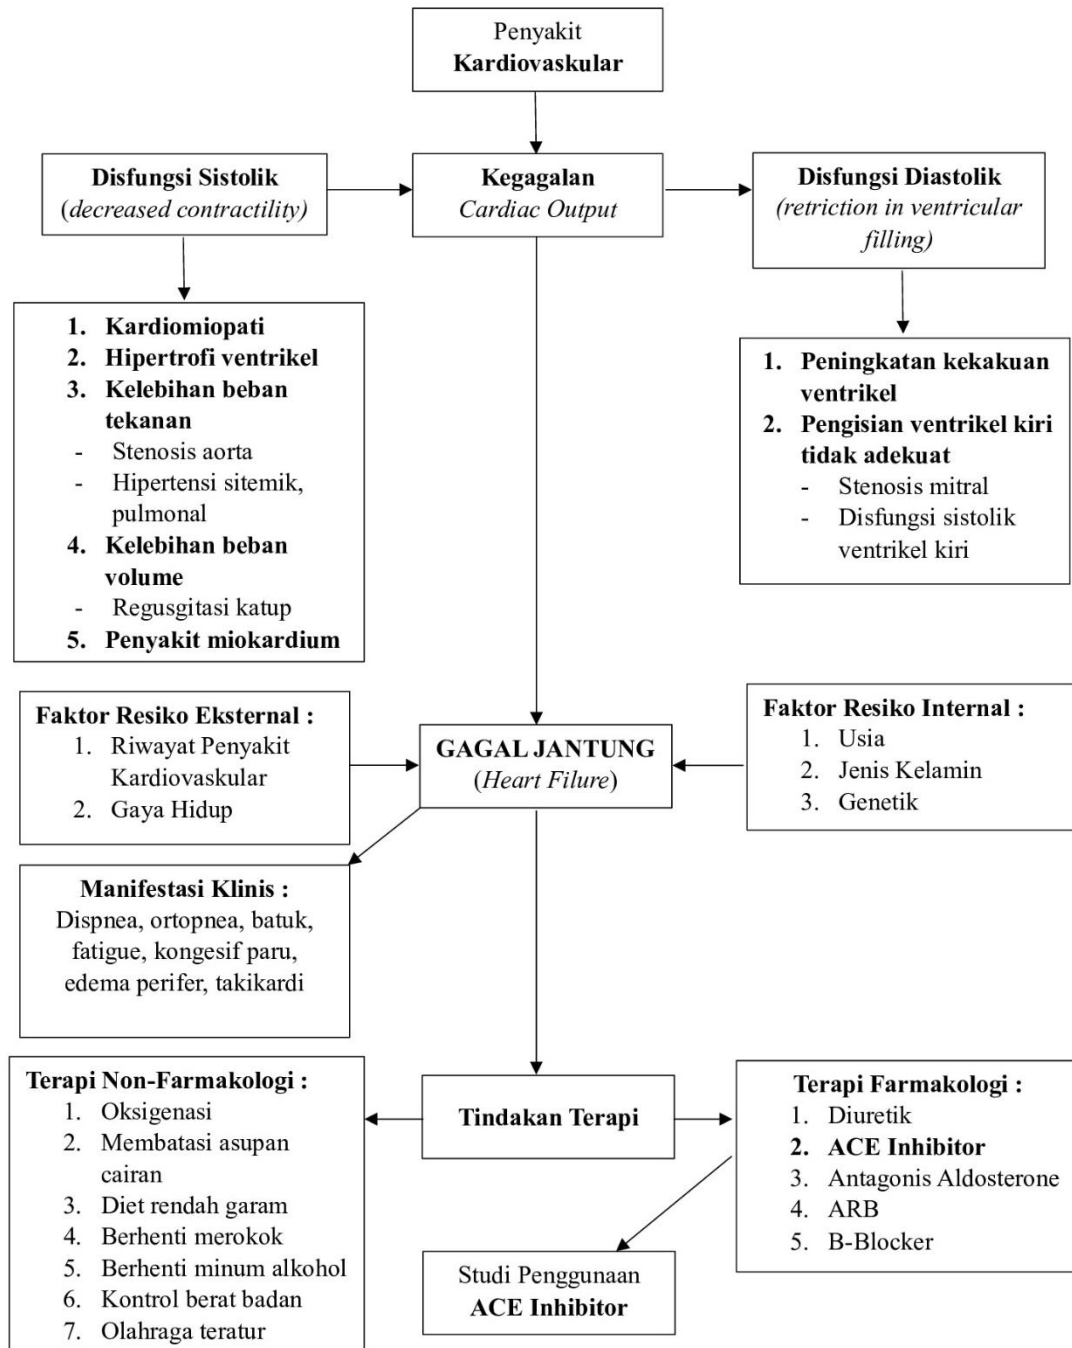 Penyakit
Kardiovaskular
Disfungsi Sistolik
(decreased contractility)
Kegagalan
Cardiac Output
Disfungsi Diastolik
(retriction in ventricular
filling)
1. Kardiomiopati
2. Hipertrofi ventrikel
3. Kelebihan beban
tekanan
- Stenosis aorta
- Hipertensi sitemik,
pulmonal
4. Kelebihan beban
volume
- Regusgitasi katup
5. Penyakit miokardium
1. Peningkatan kekakuan
ventrikel
2. Pengisian ventrikel kiri
tidak adekuat
- Stenosis mitral
- Disfungsi sistolik
ventrikel kiri
Faktor Resiko Eksternal :
1. Riwayat Penyakit
Kardiovaskular
2. Gaya Hidup
GAGAL JANTUNG
(Heart Filure)
Faktor Resiko Internal :
1. Usia
2. Jenis Kelamin
3. Genetik
Manifestasi Klinis :
Dispnea, ortopnea, batuk,
fatigue, kongesif paru,
edema perifer, takikardi
Terapi Non-Farmakologi :
1. Oksigenasi
2. Membatasi asupan
cairan
3. Diet rendah garam
4. Berhenti merokok
5. Berhenti minum alkohol
6. Kontrol berat badan
7. Olahraga teratur
Tindakan Terapi
Terapi Farmakologi :
1. Diuretik
2. ACE Inhibitor
3. Antagonis Aldosterone
4. ARB
5. B-Blocker
Studi Penggunaan
ACE Inhibitor